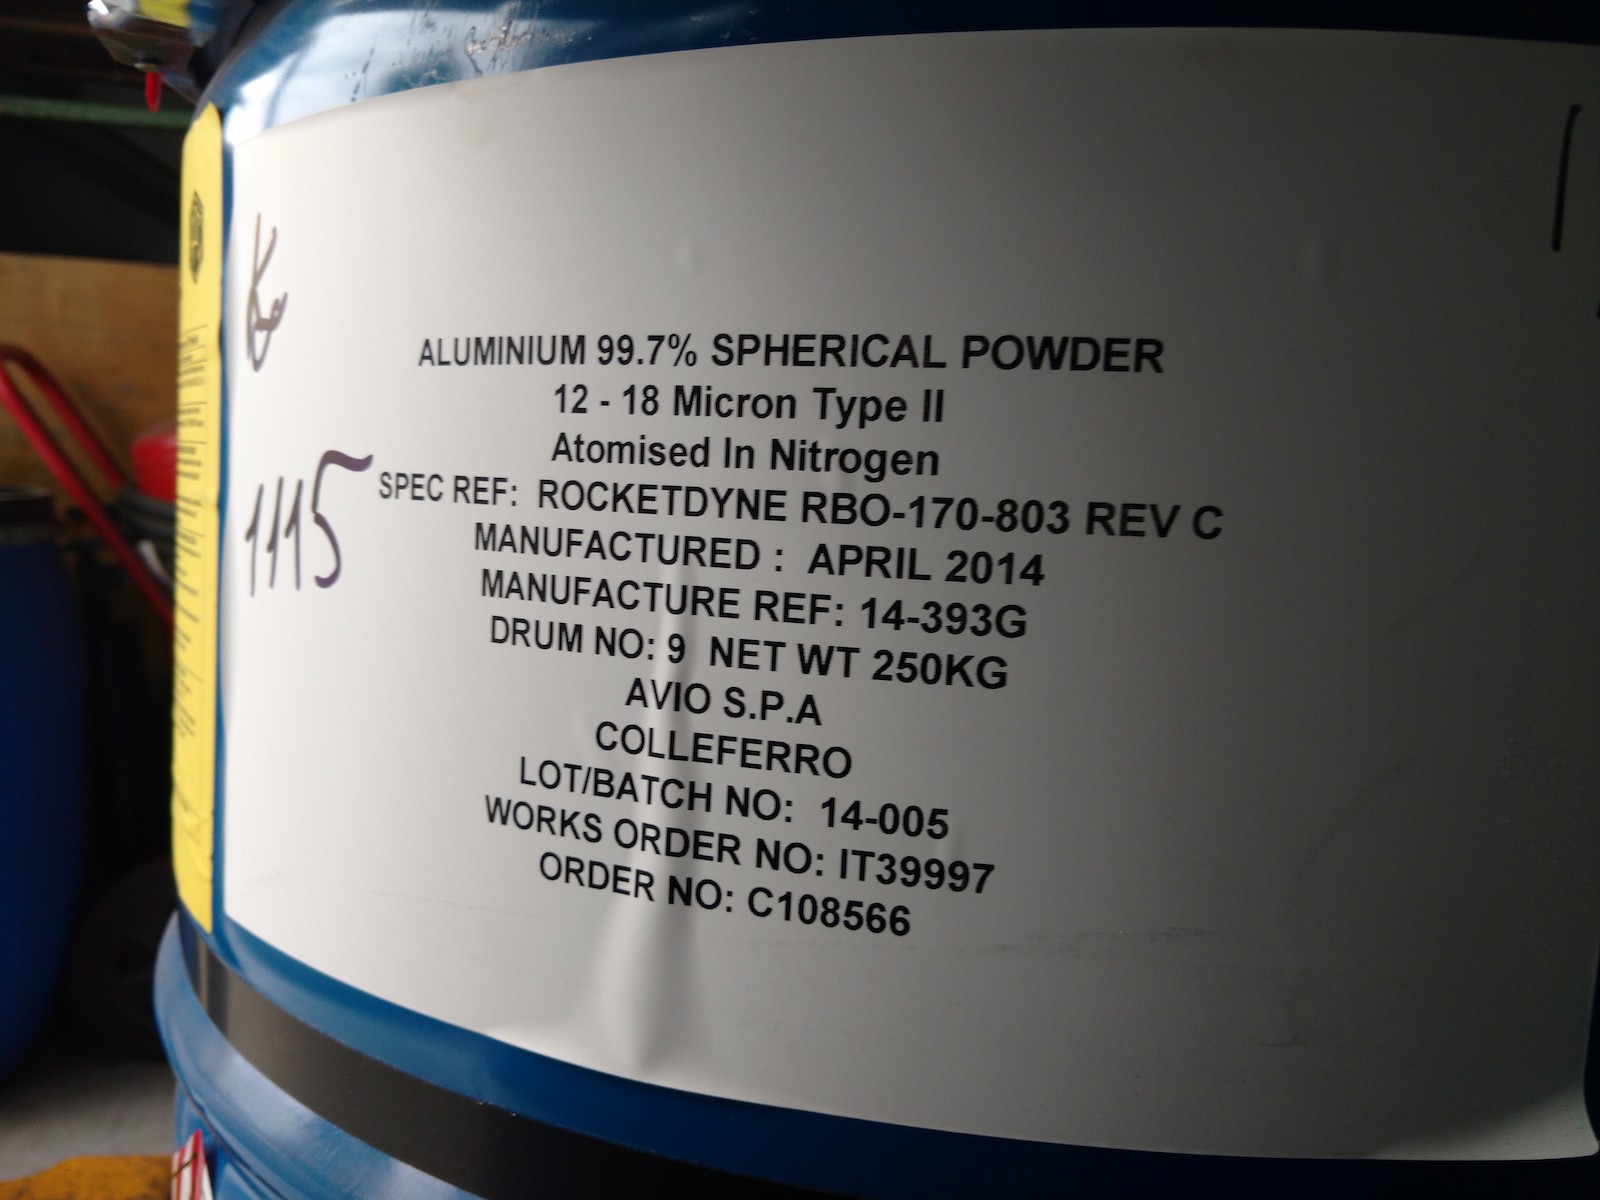 ALUMINIUM 99.7% SPHERICAL POWDER
12 - 18 Micron Type II
Atomised In Nitrogen
SPEC REF: ROCKETDYNE RBO-170-803 REV C
MANUFACTURED : APRIL 2014
MANUFACTURE REF: 14-393G
DRUM NO: 9 NET WT 250KG
AVIO S.P.A
COLLEFERRO
LOT/BATCH NO: 14-005
WORKS ORDER NO: IT39997
ORDER NO: C108566
1115